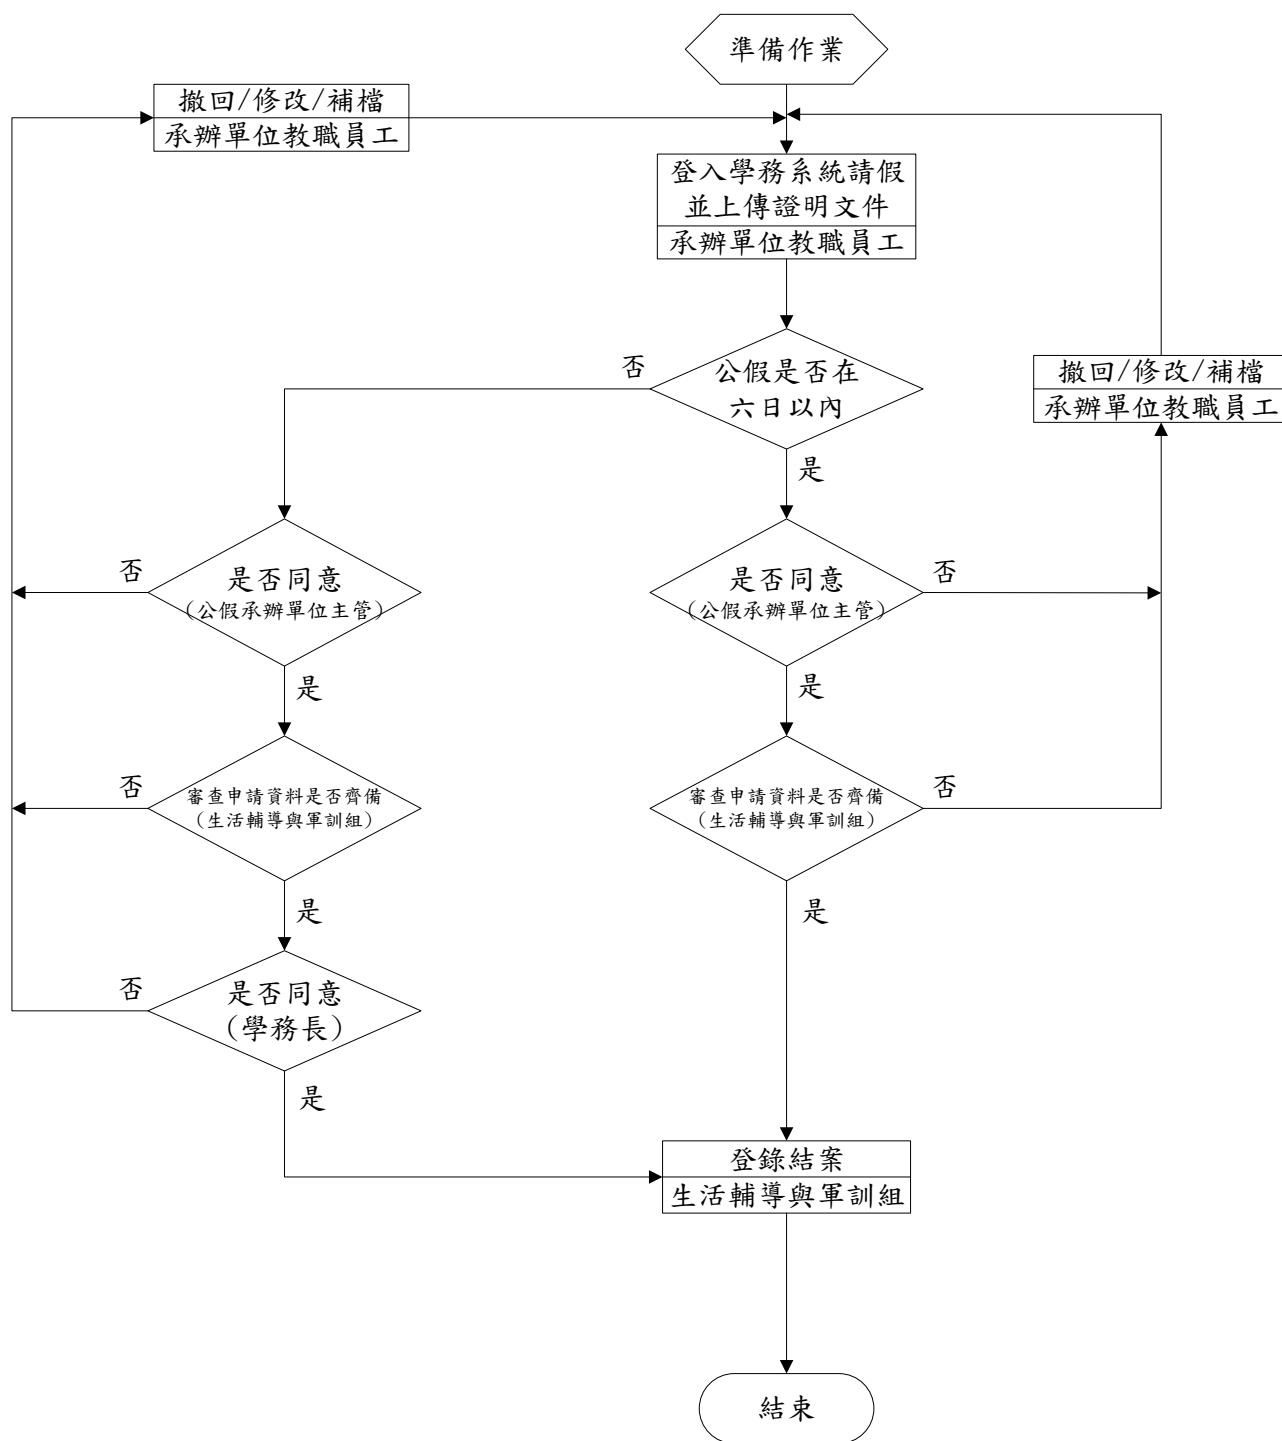 準備作業
撤回/修改/補檔
承辦單位教職員工
登入學務系統請假
並上傳證明文件
承辦單位教職員工
否
公假是否在
六日以內
撤回/修改/補檔
承辦單位教職員工
是
否
是否同意
(公假承辦單位主管)
是否同意
(公假承辦單位主管)
否
是
是
否
審查申請資料是否齊備
(生活輔導與軍訓組)
審查申請資料是否齊備
(生活輔導與軍訓組)
否
是
是
否
是否同意
(學務長)
是
登錄結案
生活輔導與軍訓組
結束